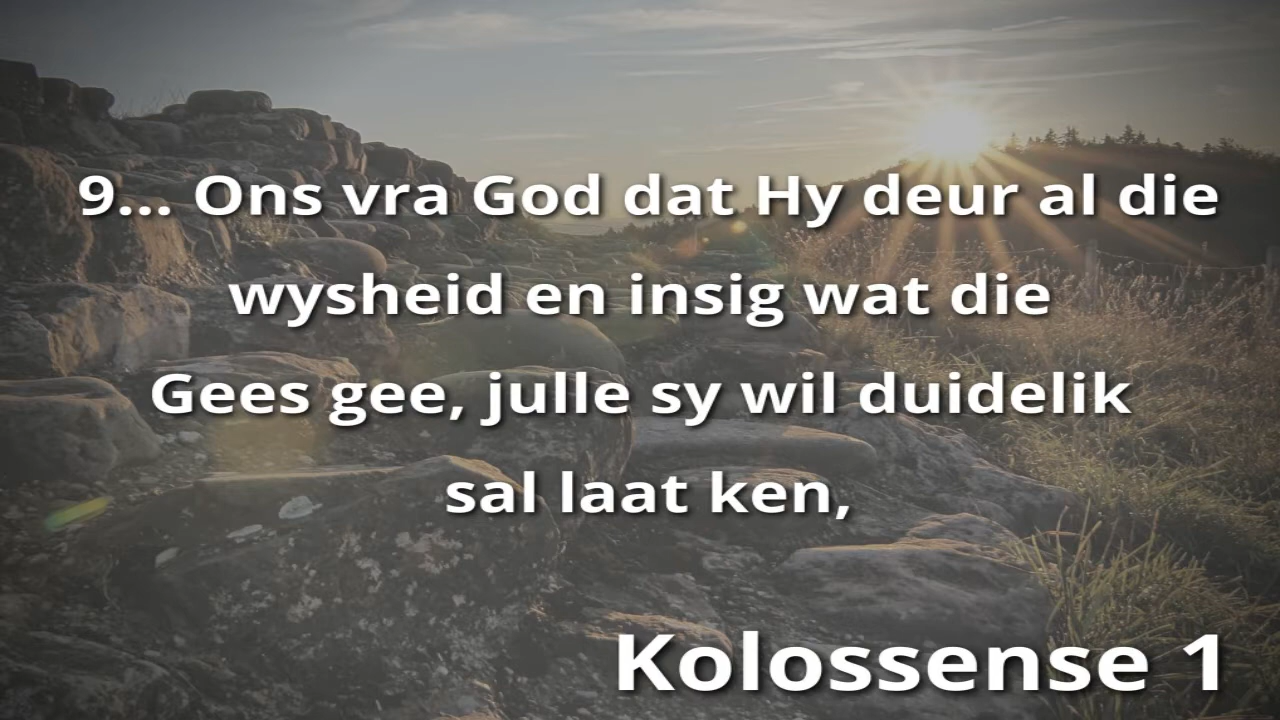 9... Ons vra God dat Hy deur al die
wysheid en insig wat die
Gees gee, julle sy wil duidelik
sal laat ken,
Kolossense 1